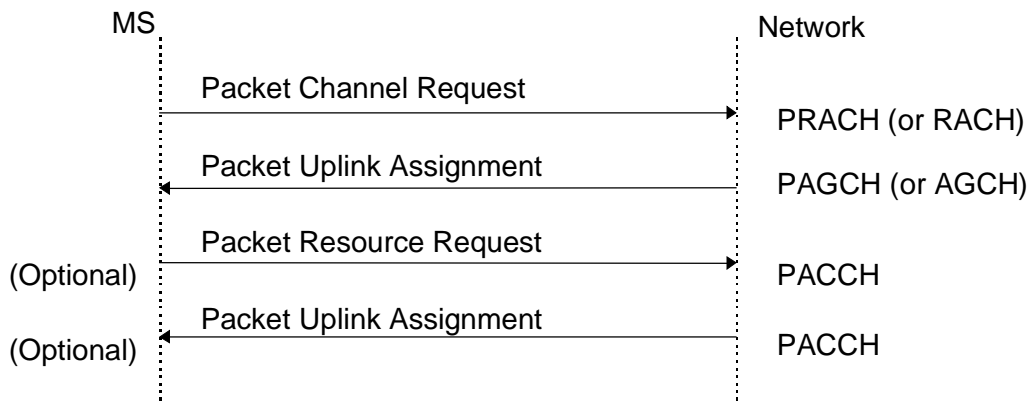 MS
Network
Packet Channel Request
PRACH (or RACH)
Packet Uplink Assignment
PAGCH (or AGCH)
Packet Resource Request
(Optional)
PACCH
Packet Uplink Assignment
(Optional)
PACCH